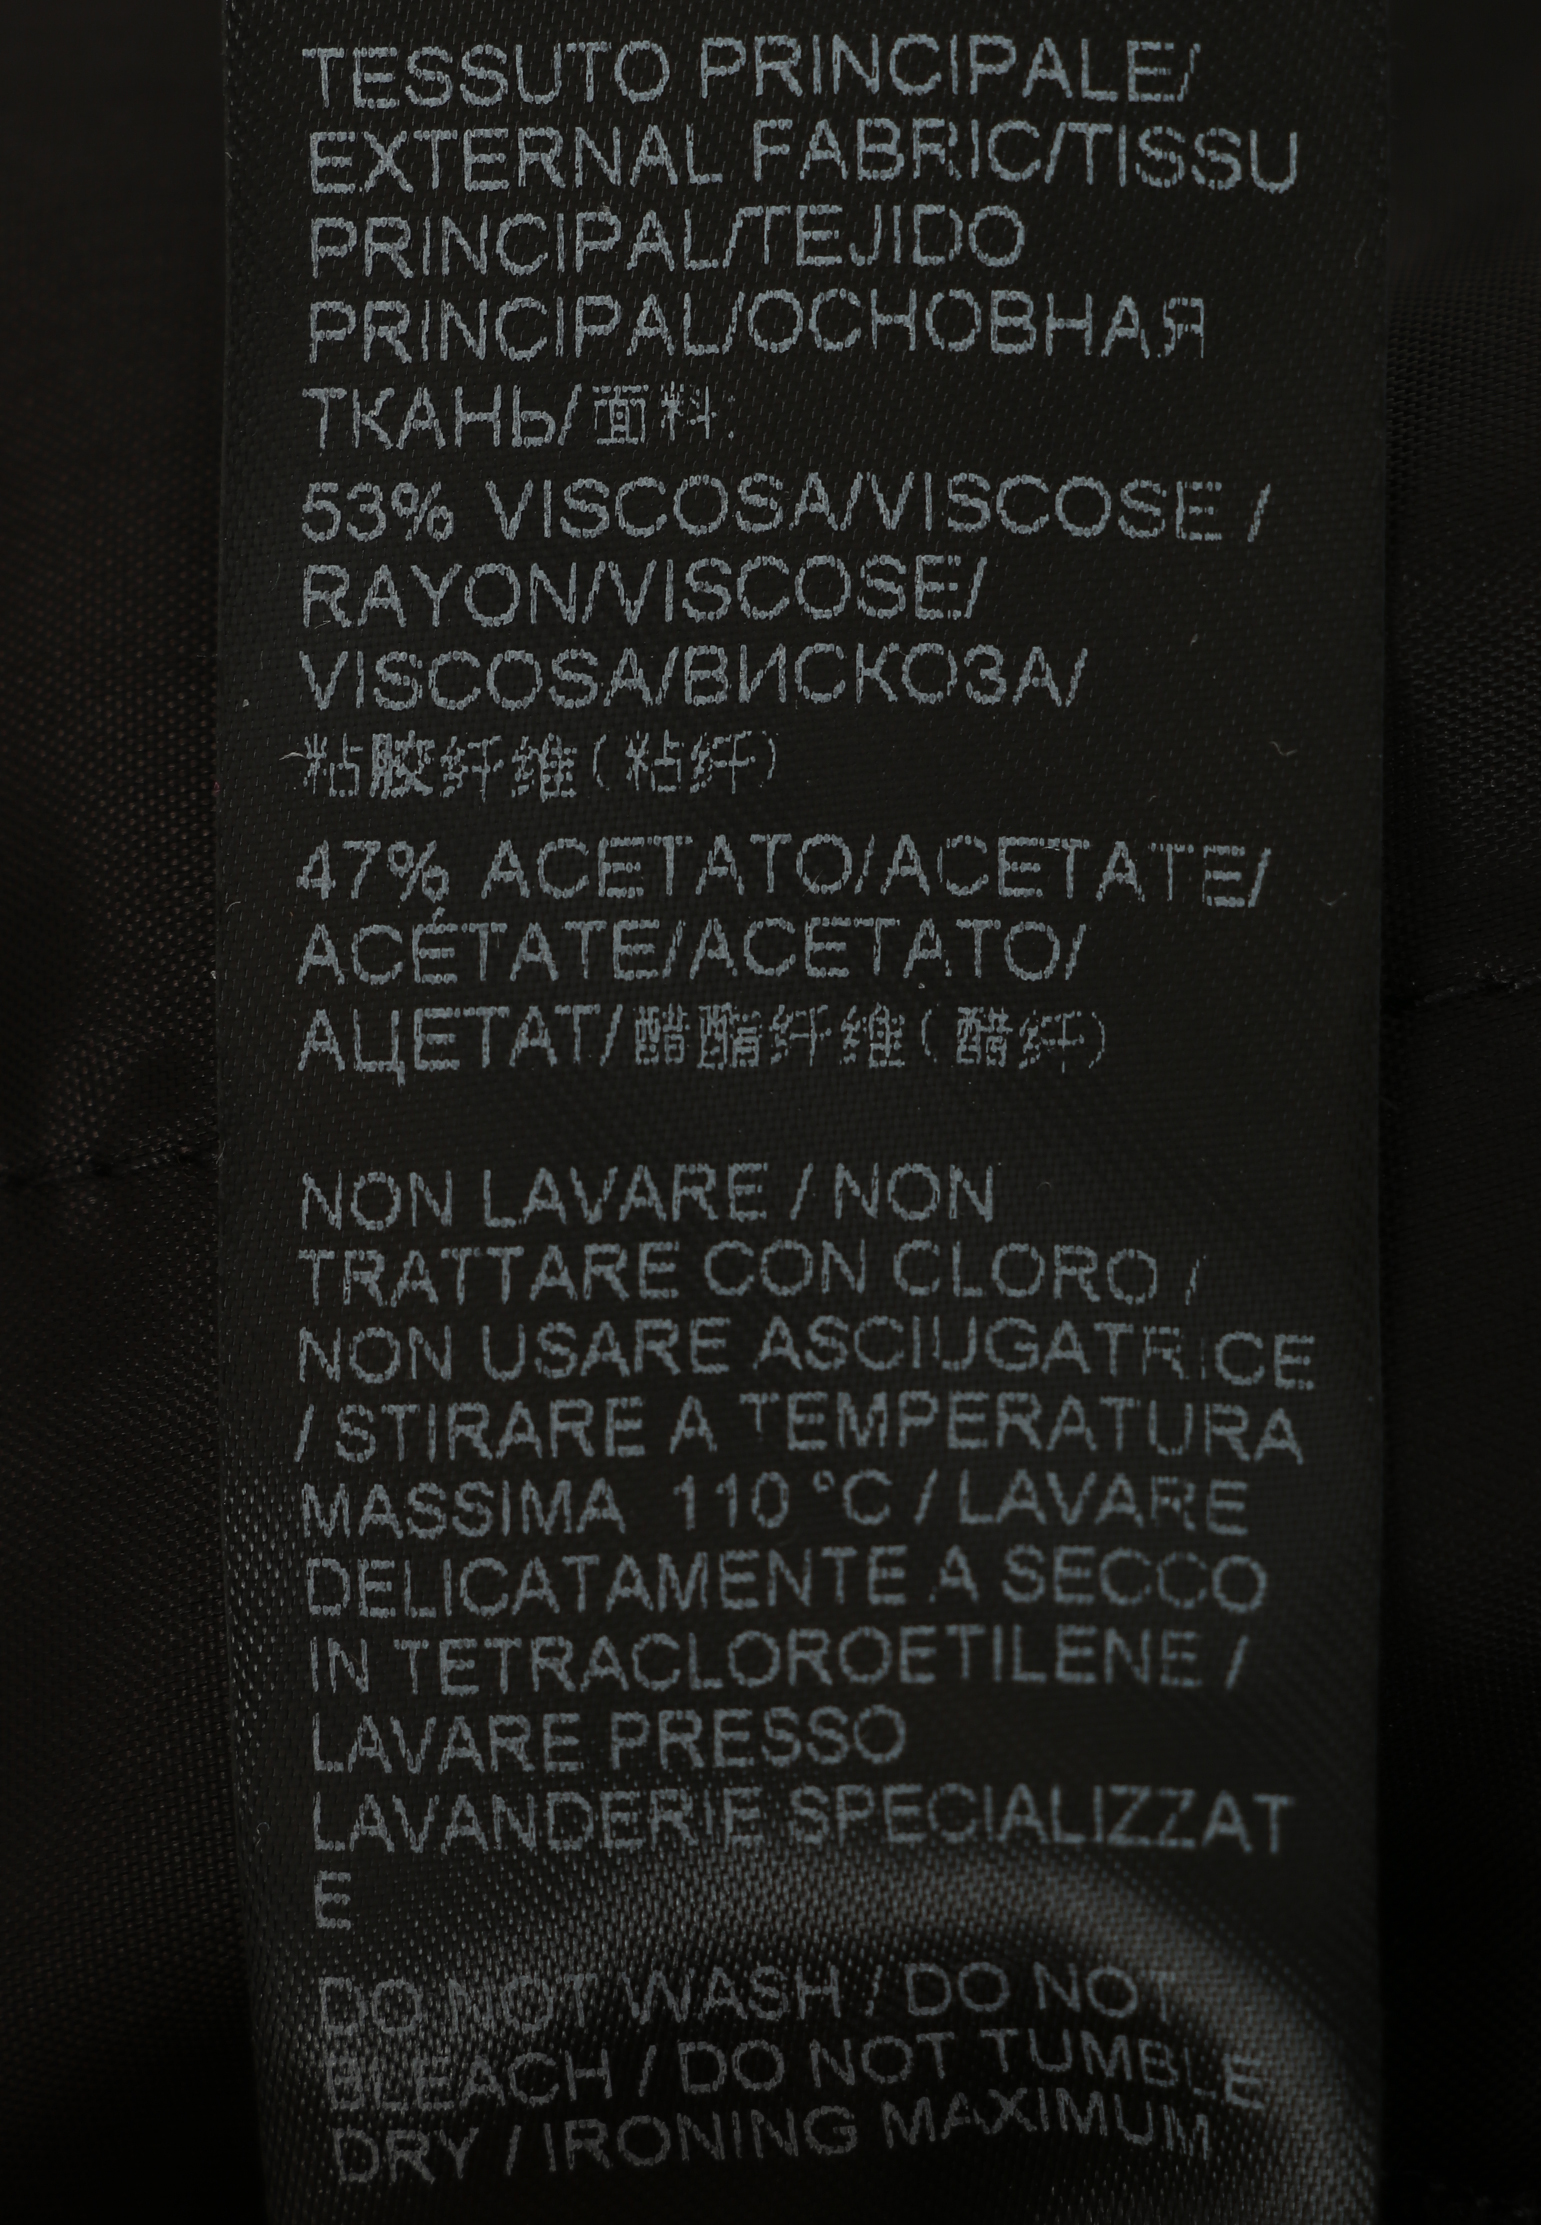 TESSUTO PRINCIPALE/
EXTERNAL FABRIC/TISSU
PRINCIPAL/TEJIDO
PRINCIPAL/ОСНОВНАЯ
ТКАНЬ/面料:
53% VISCOSA/VISCOSE /
RAYON/VISCOSE/
VISCOSA/ВИСКОЗА/
粘胶纤维(粘纤)
47% ACETATO/ACETATE/
ACÉTATE/ACETATO/
АЦЕТАТ/醋酯纤维(醋纤)
NON LAVARE / NON
TRATTARE CON CLORO /
NON USARE ASCIUGATRICE
/ STIRARE A TEMPERATURA
MASSIMA 110 °C / LAVARE
DELICATAMENTE A SECCO
IN TETRACLOROETILENE /
LAVARE PRESSO
LAVANDERIE SPECIALIZZAT
E
DO NOT WASH / DO NOT
BLEACH / DO NOT TUMBLE
DRY / IRONING MAXIMUM